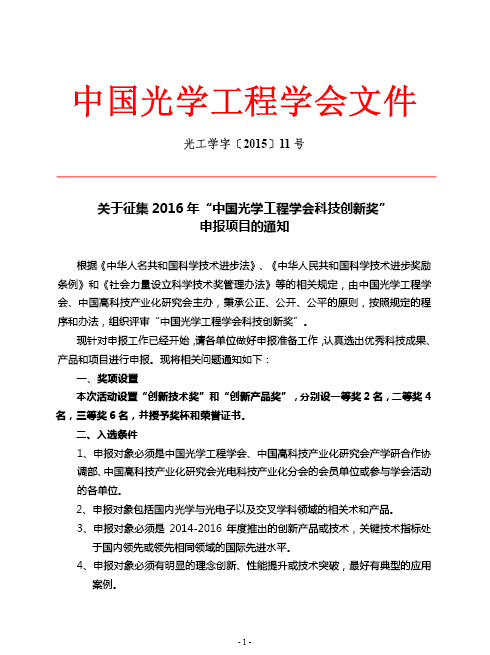 中国光学工程学会文件
光工学字〔2015〕11 号
关于征集 2016 年“中国光学工程学会科技创新奖”
申报项目的通知
根据《中华人名共和国科学技术进步法》、《中华人民共和国科学技术进步奖励
条例》和《社会力量设立科学技术奖管理办法》等的相关规定，由中国光学工程学
会、中国高科技产业化研究会主办，秉承公正、公开、公平的原则，按照规定的程
序和办法，组织评审“中国光学工程学会科技创新奖”。
现针对申报工作已经开始，请各单位做好申报准备工作，认真选出优秀科技成果、
产品和项目进行申报。现将相关问题通知如下：
一、奖项设置
本次活动设置“创新技术奖”和“创新产品奖”，分别设一等奖 2 名，二等奖 4
名，三等奖 6 名，并授予奖杯和荣誉证书。
二、入选条件
1、申报对象必须是中国光学工程学会、中国高科技产业化研究会产学研合作协
调部、中国高科技产业化研究会光电科技产业化分会的会员单位或参与学会活动
的各单位。
2、申报对象包括国内光学与光电子以及交叉学科领域的相关术和产品。
3、申报对象必须是 2014-2016 年度推出的创新产品或技术，关键技术指标处
于国内领先或领先相同领域的国际先进水平。
4、申报对象必须有明显的理念创新、性能提升或技术突破，最好有典型的应用
案例。
- 1 -